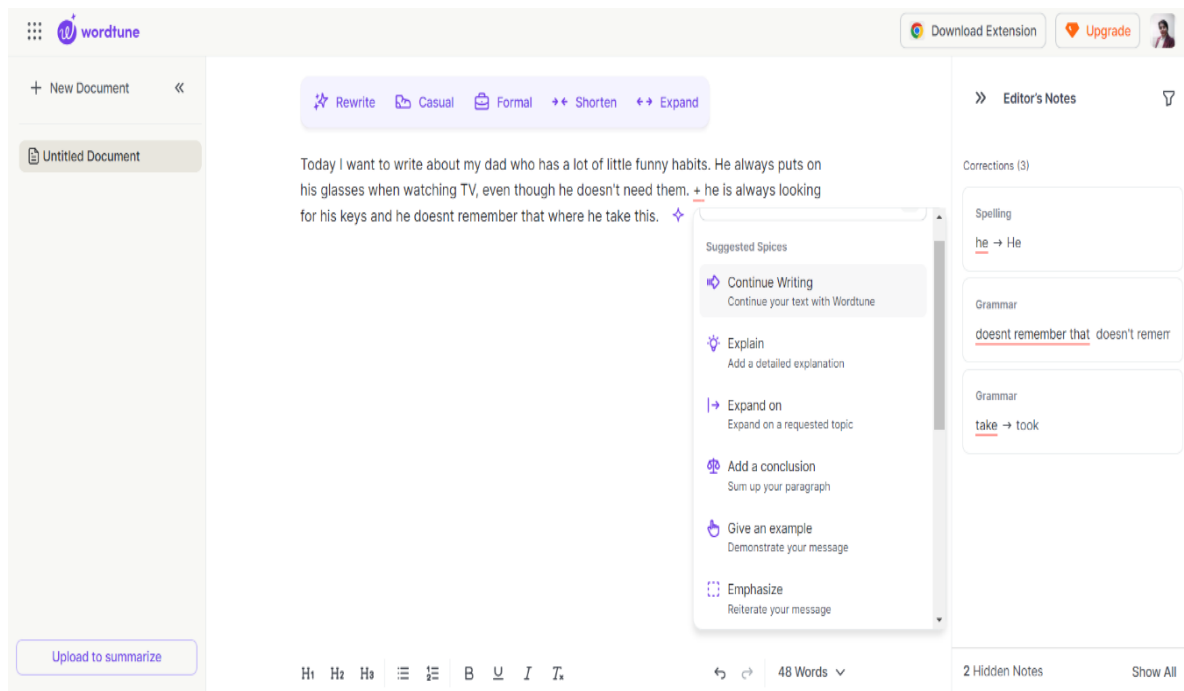 wordtune
Download Extension
Upgrade
+ New Document
Untitled Document
Upload to summarize
Rewrite Casual Formal Shorten Expand
Today I want to write about my dad who has a lot of little funny habits. He always puts on
his glasses when watching TV, even though he doesn't need them. + he is always looking
for his keys and he doesnt remember that where he take this.
Suggested Spices
Continue Writing
Continue your text with Wordtune
Explain
Add a detailed explanation
Expand on
Expand on a requested topic
Add a conclusion
Sum up your paragraph
Give an example
Demonstrate your message
Emphasize
Reiterate your message
H1 H2 H3 B U I Tx
48 Words
Editor's Notes
Corrections (3)
Spelling
he → He
Grammar
doesnt remember that doesn't remem
Grammar
take → took
2 Hidden Notes Show All